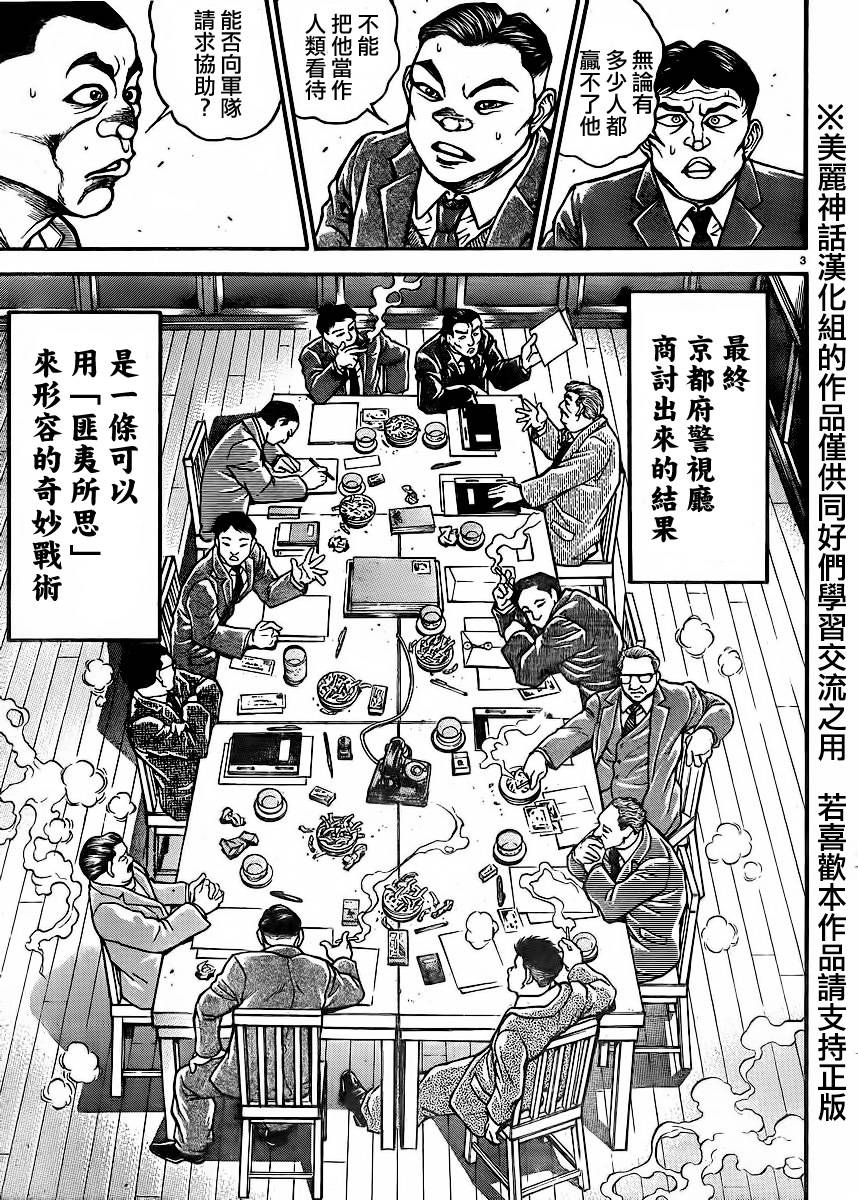 無論有
多少人都
贏不了他
不能
把他當作
人類看待
能否向軍隊
請求協助？
3
最終
京都府警視廳
商討出來的結果
是一條可以
用「匪夷所思」
來形容的奇妙戰術
※美麗神話漢化組的作品僅供同好們學習交流之用　若喜歡本作品請支持正版